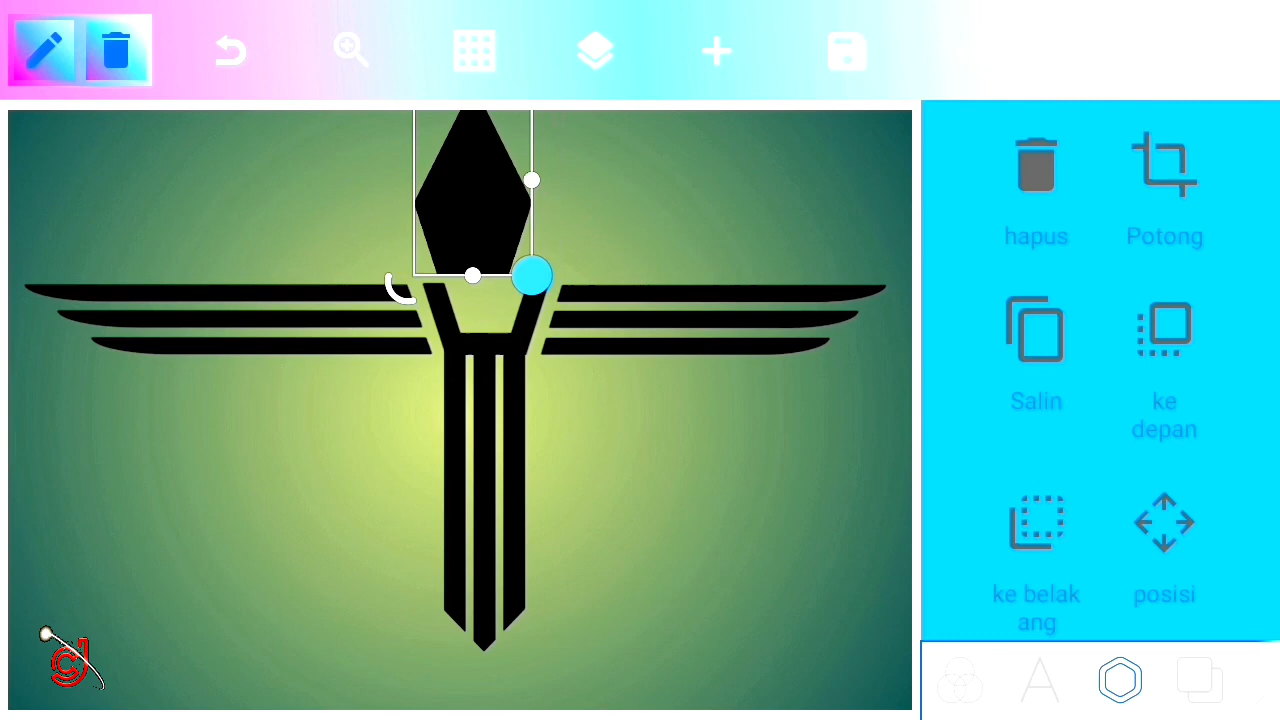 hapus
Potong
Salin
ke
depan
ke belak
ang
posisi